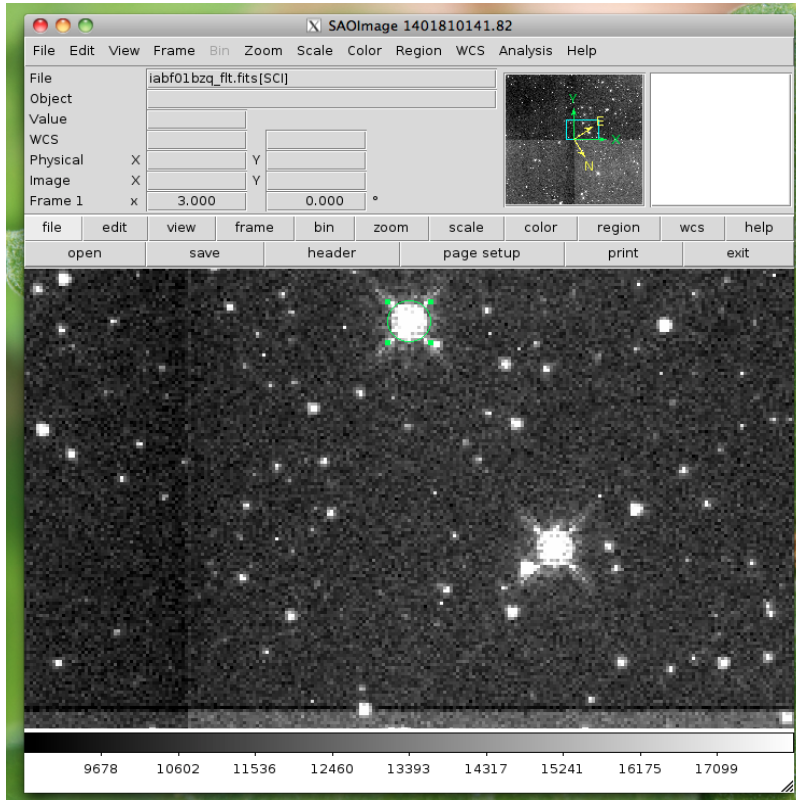 X SAOImage 1401810141.82
File Edit View Frame Bin Zoom Scale Color Region WCS Analysis Help
File iabf01bzq_flt.fits[SCI]
Object
Value
WCS
Physical X Y
Image X Y
Frame 1 x 3.000 0.000 °
Y
E
X
N
file edit view frame bin zoom scale color region wcs help
open save header page setup print exit
9678 10602 11536 12460 13393 14317 15241 16175 17099